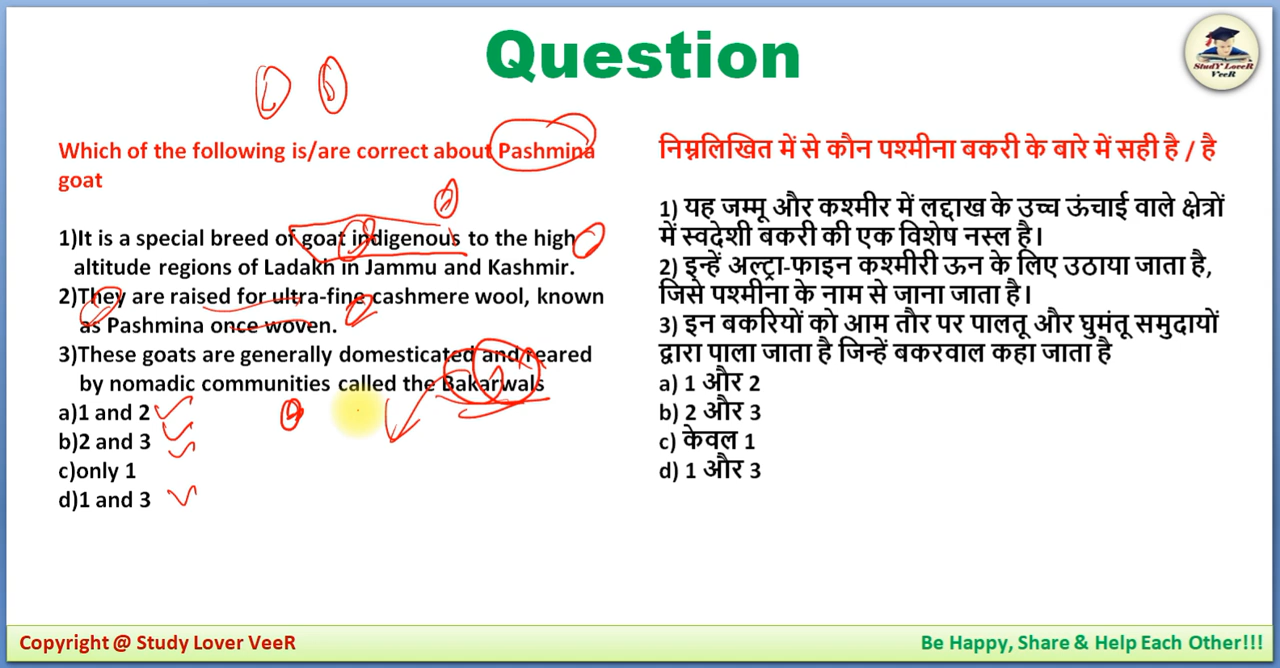 Question
StudY LoveR
VeeR
Which of the following is/are correct about Pashmina
goat
1)It is a special breed of goat indigenous to the high
altitude regions of Ladakh in Jammu and Kashmir.
2)They are raised for ultra-fine cashmere wool, known
as Pashmina once woven.
3)These goats are generally domesticated and reared
by nomadic communities called the Bakarwals
a)1 and 2
b)2 and 3
c)only 1
d)1 and 3
निम्नलिखित में से कौन पश्मीना बकरी के बारे में सही है / है
1) यह जम्मू और कश्मीर में लद्दाख के उच्च ऊंचाई वाले क्षेत्रों
में स्वदेशी बकरी की एक विशेष नस्ल है।
2) इन्हें अल्ट्रा-फाइन कश्मीरी ऊन के लिए उठाया जाता है,
जिसे पश्मीना के नाम से जाना जाता है।
3) इन बकरियों को आम तौर पर पालतू और घुमंतू समुदायों
द्वारा पाला जाता है जिन्हें बकरवाल कहा जाता है
a) 1 और 2
b) 2 और 3
c) केवल 1
d) 1 और 3
Copyright @ Study Lover VeeR
Be Happy, Share & Help Each Other!!!